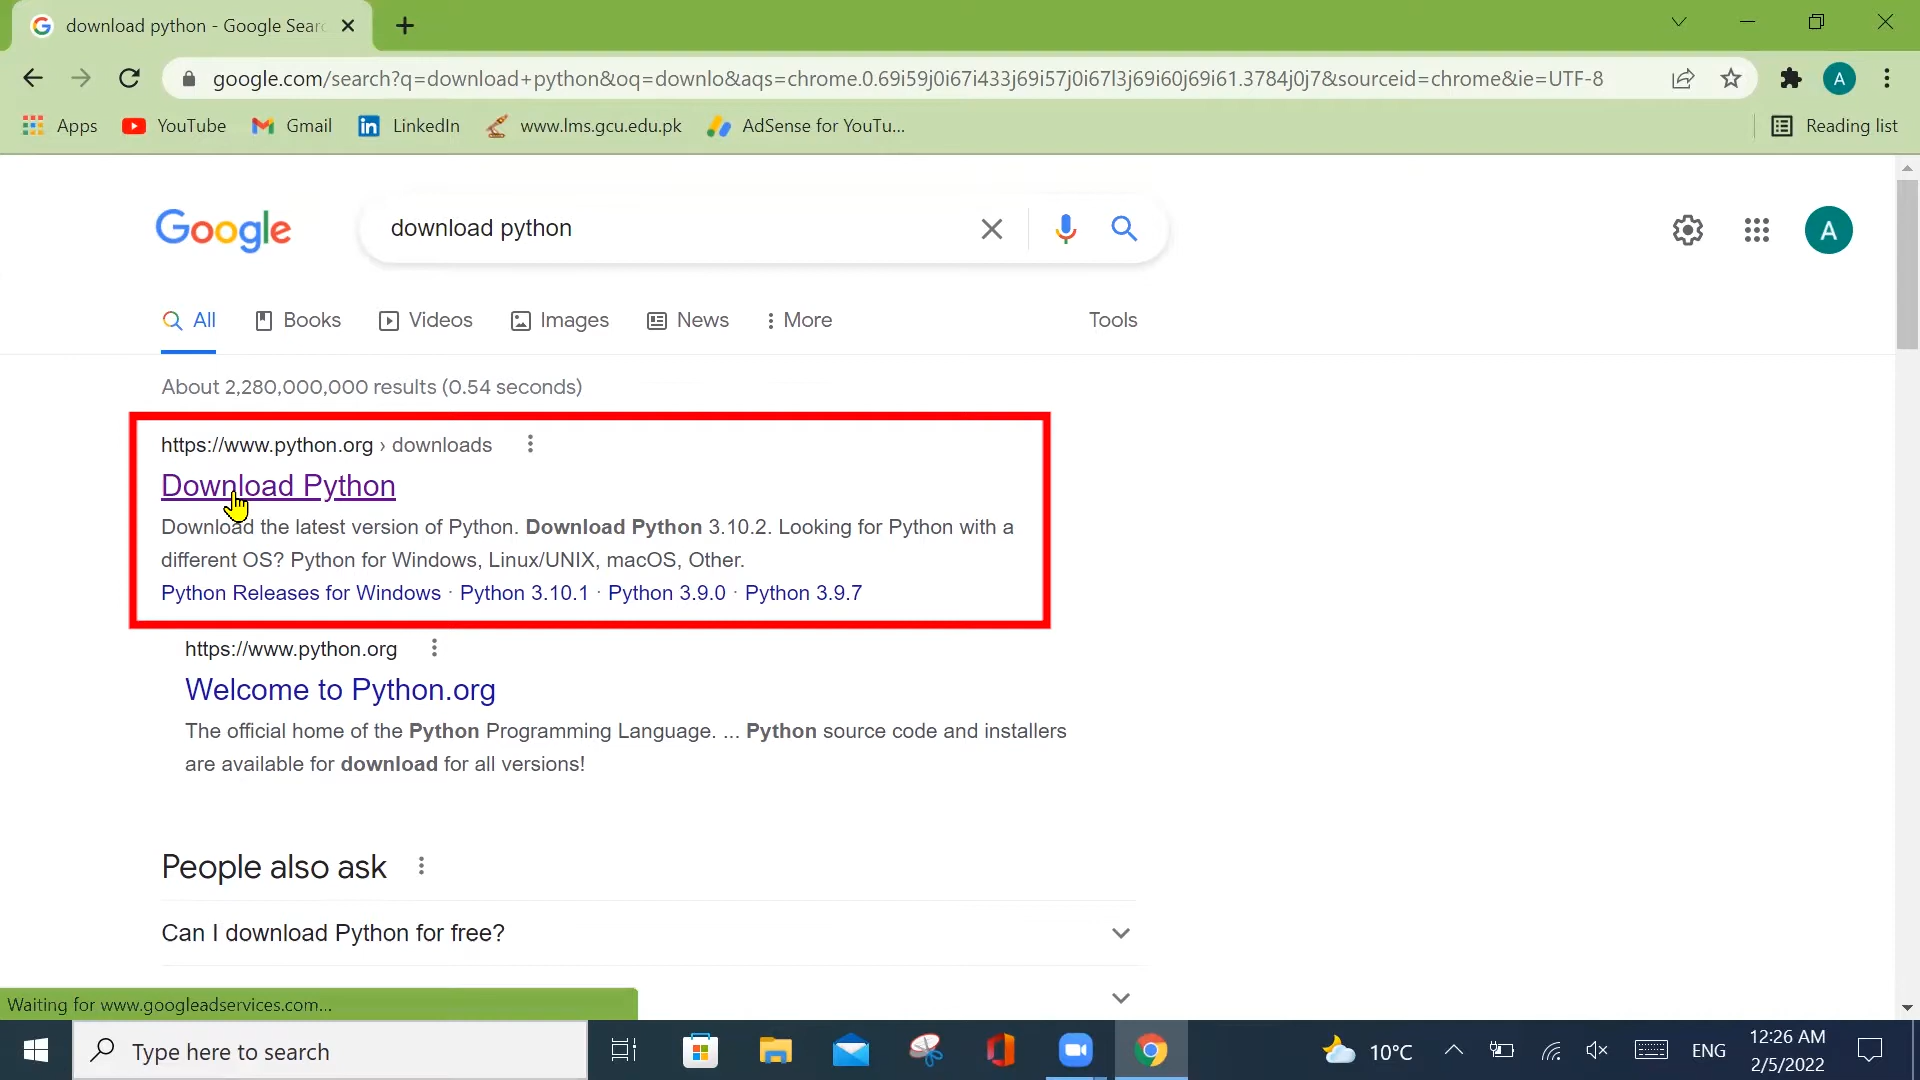 download python - Google Sear
google.com/search?q=download+python&oq=downlo&aqs=chrome.0.69i59j0i67i433j69i57j0i67l3j69i60j69i61.3784j0j7&sourceid=chrome&ie=UTF-8
A
Apps YouTube Gmail LinkedIn www.lms.gcu.edu.pk AdSense for YouTu... Reading list
Google download python A
All Books Videos Images News More Tools
About 2,280,000,000 results (0.54 seconds)
https://www.python.org › downloads
Download Python
Download the latest version of Python. Download Python 3.10.2. Looking for Python with a
different OS? Python for Windows, Linux/UNIX, macOS, Other.
Python Releases for Windows · Python 3.10.1 · Python 3.9.0 · Python 3.9.7
https://www.python.org
Welcome to Python.org
The official home of the Python Programming Language. ... Python source code and installers
are available for download for all versions!
People also ask
Can I download Python for free?
Waiting for www.googleadservices.com...
Type here to search 10°C ENG 12:26 AM
2/5/2022